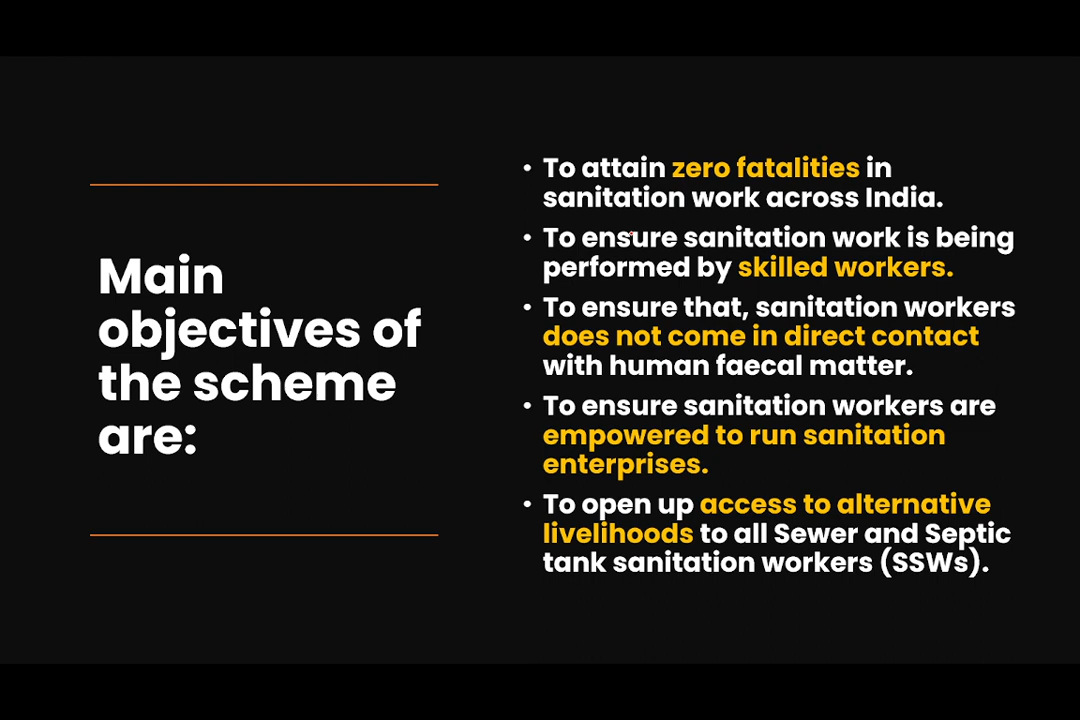 Main
objectives of
the scheme
are:
• To attain zero fatalities in
sanitation work across India.
• To ensure sanitation work is being
performed by skilled workers.
• To ensure that, sanitation workers
does not come in direct contact
with human faecal matter.
• To ensure sanitation workers are
empowered to run sanitation
enterprises.
• To open up access to alternative
livelihoods to all Sewer and Septic
tank sanitation workers (SSWs).